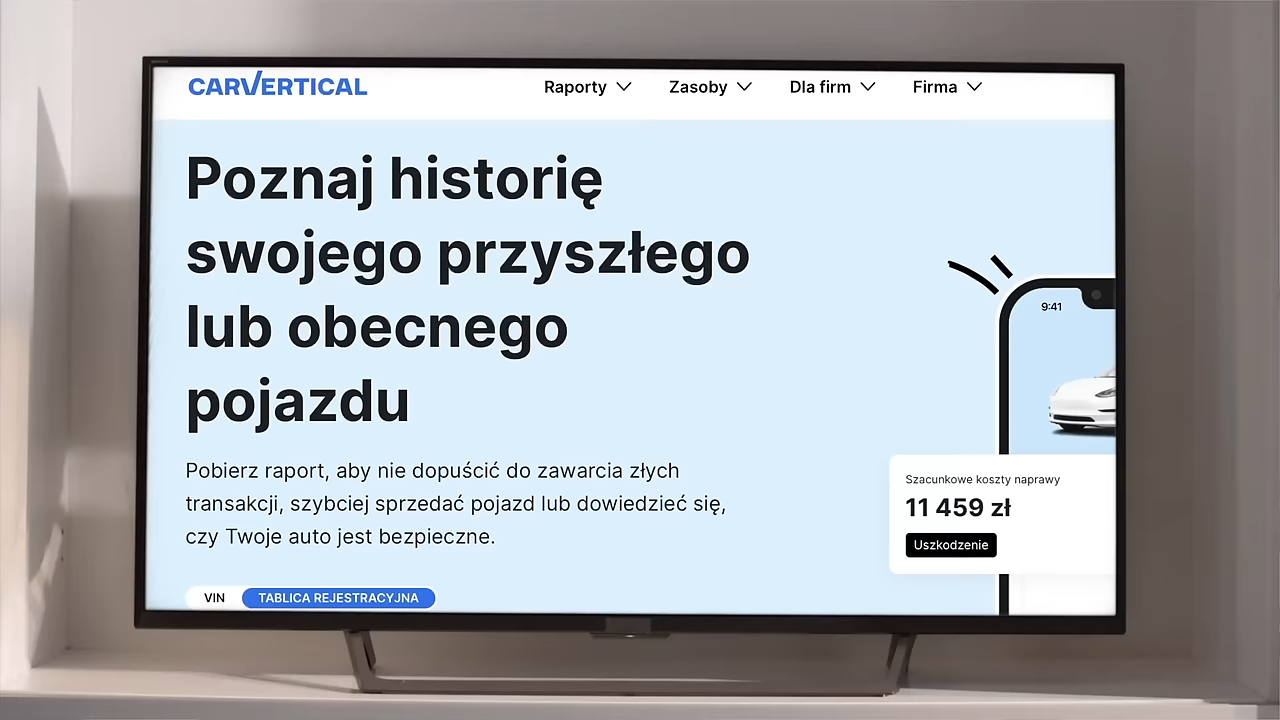 CARVERTICAL
Raporty
Zasoby
Dla firm
Firma
Poznaj historię
swojego przyszłego
lub obecnego
pojazdu
Pobierz raport, aby nie dopuścić do zawarcia złych
transakcji, szybciej sprzedać pojazd lub dowiedzieć się,
czy Twoje auto jest bezpieczne.
VIN
TABLICA REJESTRACYJNA
9:41
Szacunkowe koszty naprawy
11 459 zł
Uszkodzenie